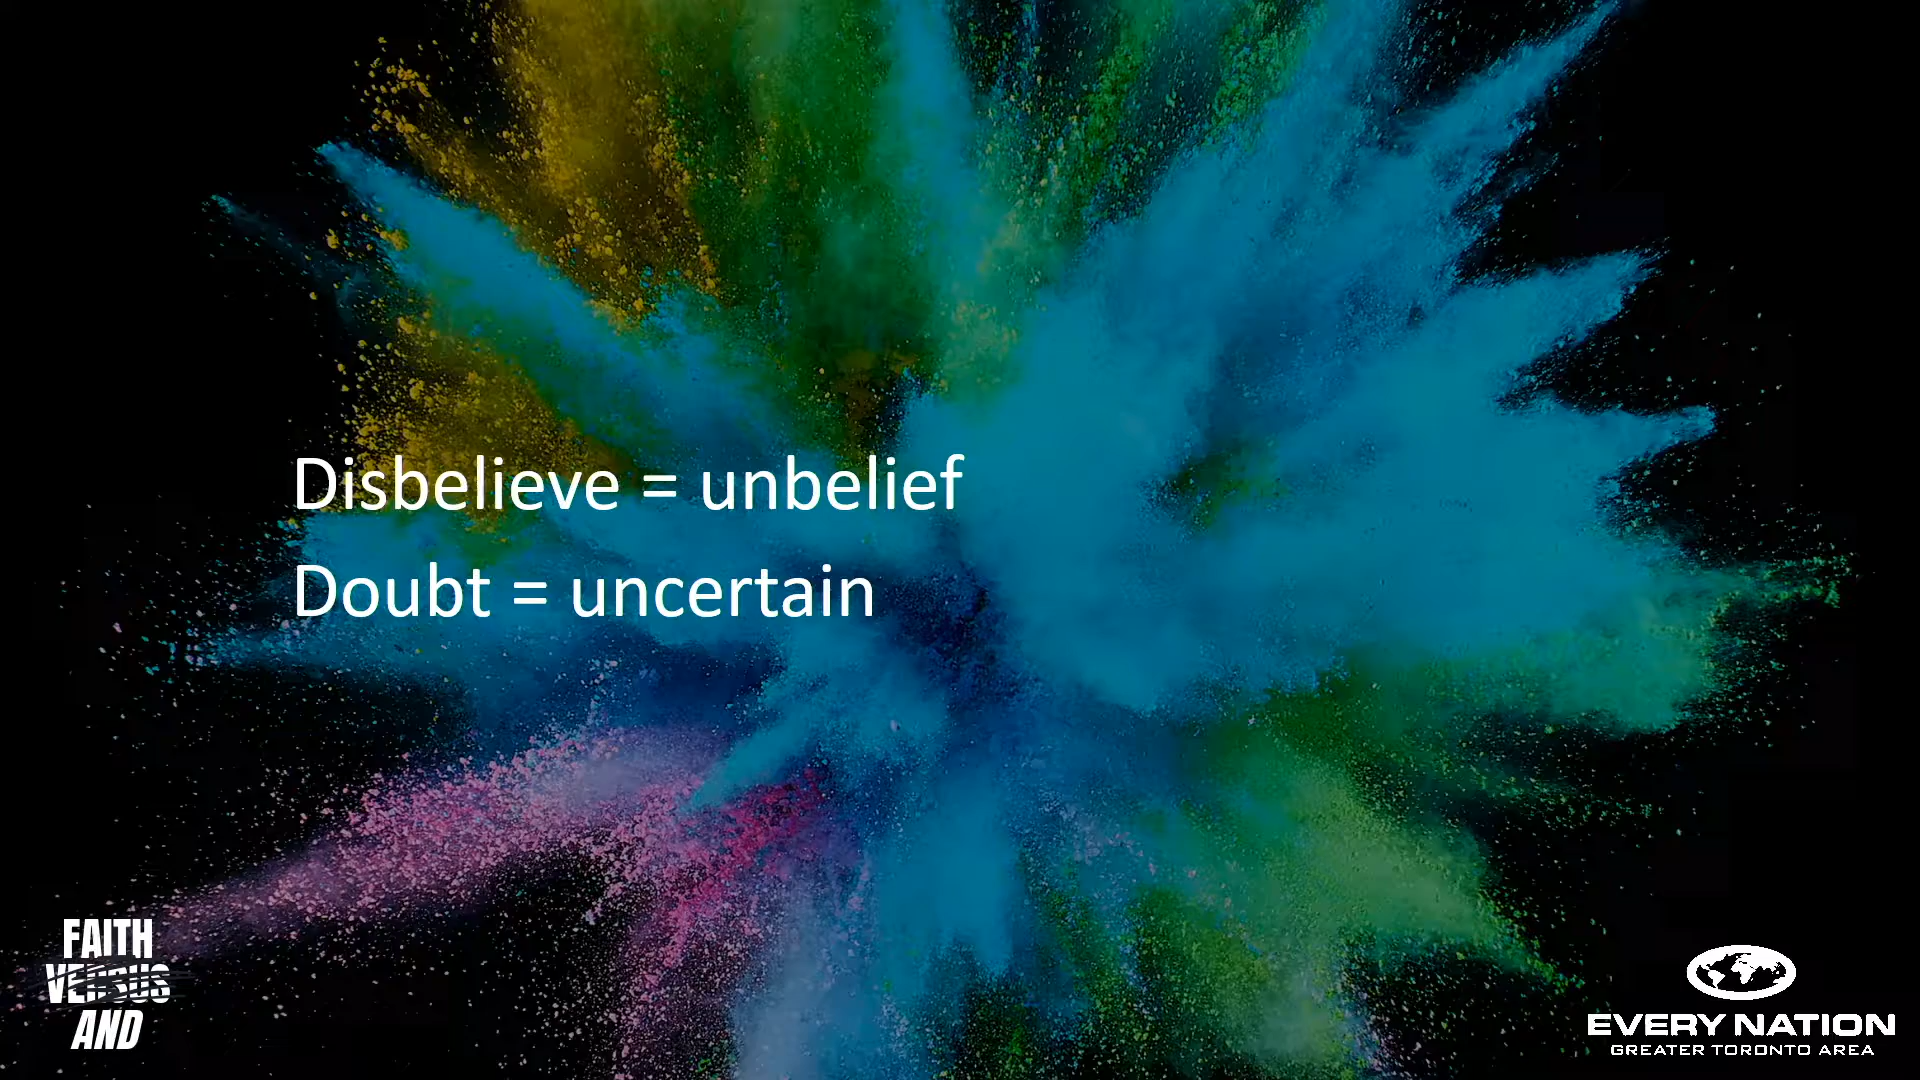 Disbelieve = unbelief
Doubt = uncertain
FAITH
VERSUS
AND
EVERY NATION
GREATER TORONTO AREA